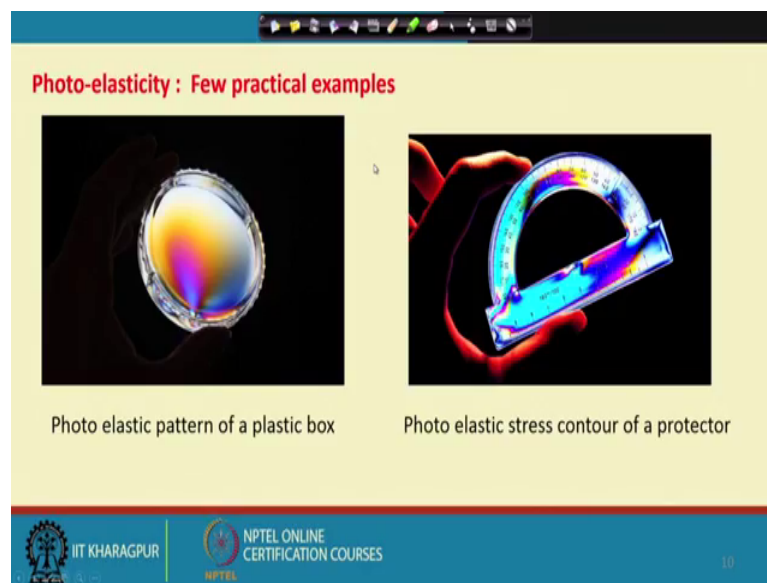 Photo-elasticity : Few practical examples
Photo elastic pattern of a plastic box
Photo elastic stress contour of a protector
IIT KHARAGPUR
NPTEL
NPTEL ONLINE
CERTIFICATION COURSES
10